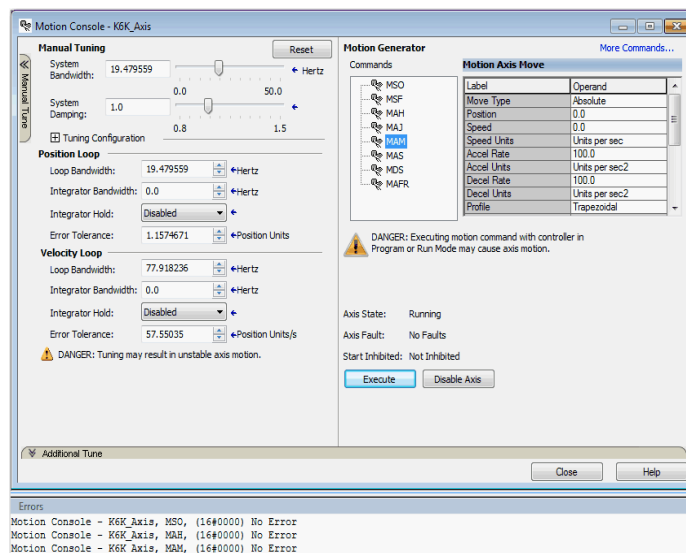 Motion Console - K6K_Axis
Manual Tuning
Reset
Manual Tune
System Bandwidth: 19.479559 Hertz
0.0 50.0
System Damping: 1.0
0.8 1.5
Tuning Configuration
Position Loop
Loop Bandwidth: 19.479559 Hertz
Integrator Bandwidth: 0.0 Hertz
Integrator Hold: Disabled
Error Tolerance: 1.1574671 Position Units
Velocity Loop
Loop Bandwidth: 77.918236 Hertz
Integrator Bandwidth: 0.0 Hertz
Integrator Hold: Disabled
Error Tolerance: 57.55035 Position Units/s
DANGER: Tuning may result in unstable axis motion.
Motion Generator
More Commands...
Commands
MSO
MSF
MAH
MAJ
MAM
MAS
MDS
MAFR
Motion Axis Move
Label Operand
Move Type Absolute
Position 0.0
Speed 0.0
Speed Units Units per sec
Accel Rate 100.0
Accel Units Units per sec2
Decel Rate 100.0
Decel Units Units per sec2
Profile Trapezoidal
DANGER: Executing motion command with controller in
Program or Run Mode may cause axis motion.
Axis State: Running
Axis Fault: No Faults
Start Inhibited: Not Inhibited
Execute Disable Axis
Additional Tune
Close Help
Errors
Motion Console - K6K_Axis, MSO, (16#0000) No Error
Motion Console - K6K_Axis, MAH, (16#0000) No Error
Motion Console - K6K_Axis, MAM, (16#0000) No Error